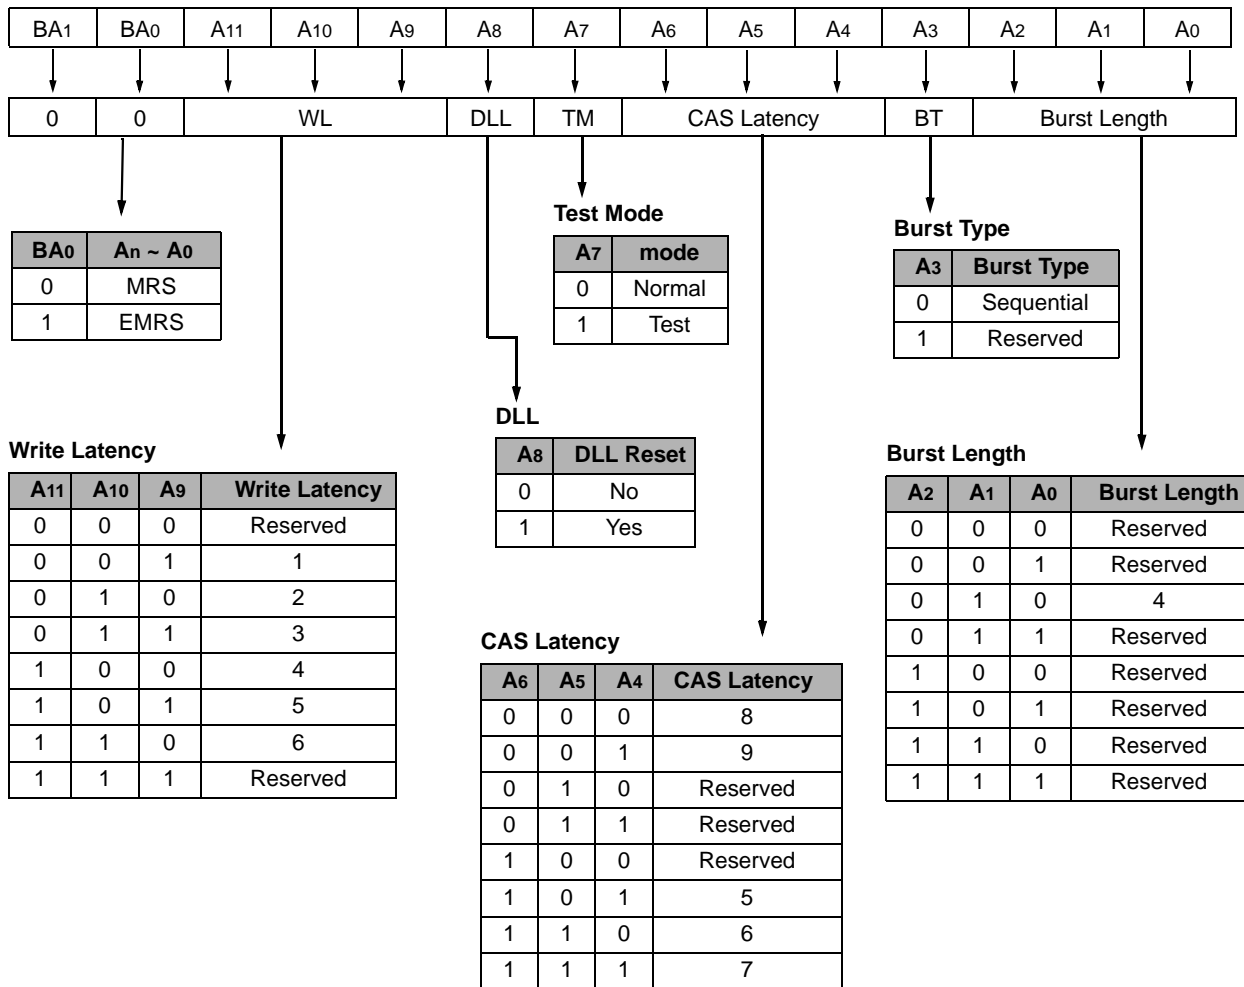 BA1 BA0 A11 A10 A9 A8 A7 A6 A5 A4 A3 A2 A1 A0
0 0 WL DLL TM CAS Latency BT Burst Length
BA0 An ~ A0
0 MRS
1 EMRS
Test Mode
A7 mode
0 Normal
1 Test
Burst Type
A3 Burst Type
0 Sequential
1 Reserved
DLL
A8 DLL Reset
0 No
1 Yes
Write Latency
A11 A10 A9 Write Latency
0 0 0 Reserved
0 0 1 1
0 1 0 2
0 1 1 3
1 0 0 4
1 0 1 5
1 1 0 6
1 1 1 Reserved
CAS Latency
A6 A5 A4 CAS Latency
0 0 0 8
0 0 1 9
0 1 0 Reserved
0 1 1 Reserved
1 0 0 Reserved
1 0 1 5
1 1 0 6
1 1 1 7
Burst Length
A2 A1 A0 Burst Length
0 0 0 Reserved
0 0 1 Reserved
0 1 0 4
0 1 1 Reserved
1 0 0 Reserved
1 0 1 Reserved
1 1 0 Reserved
1 1 1 Reserved